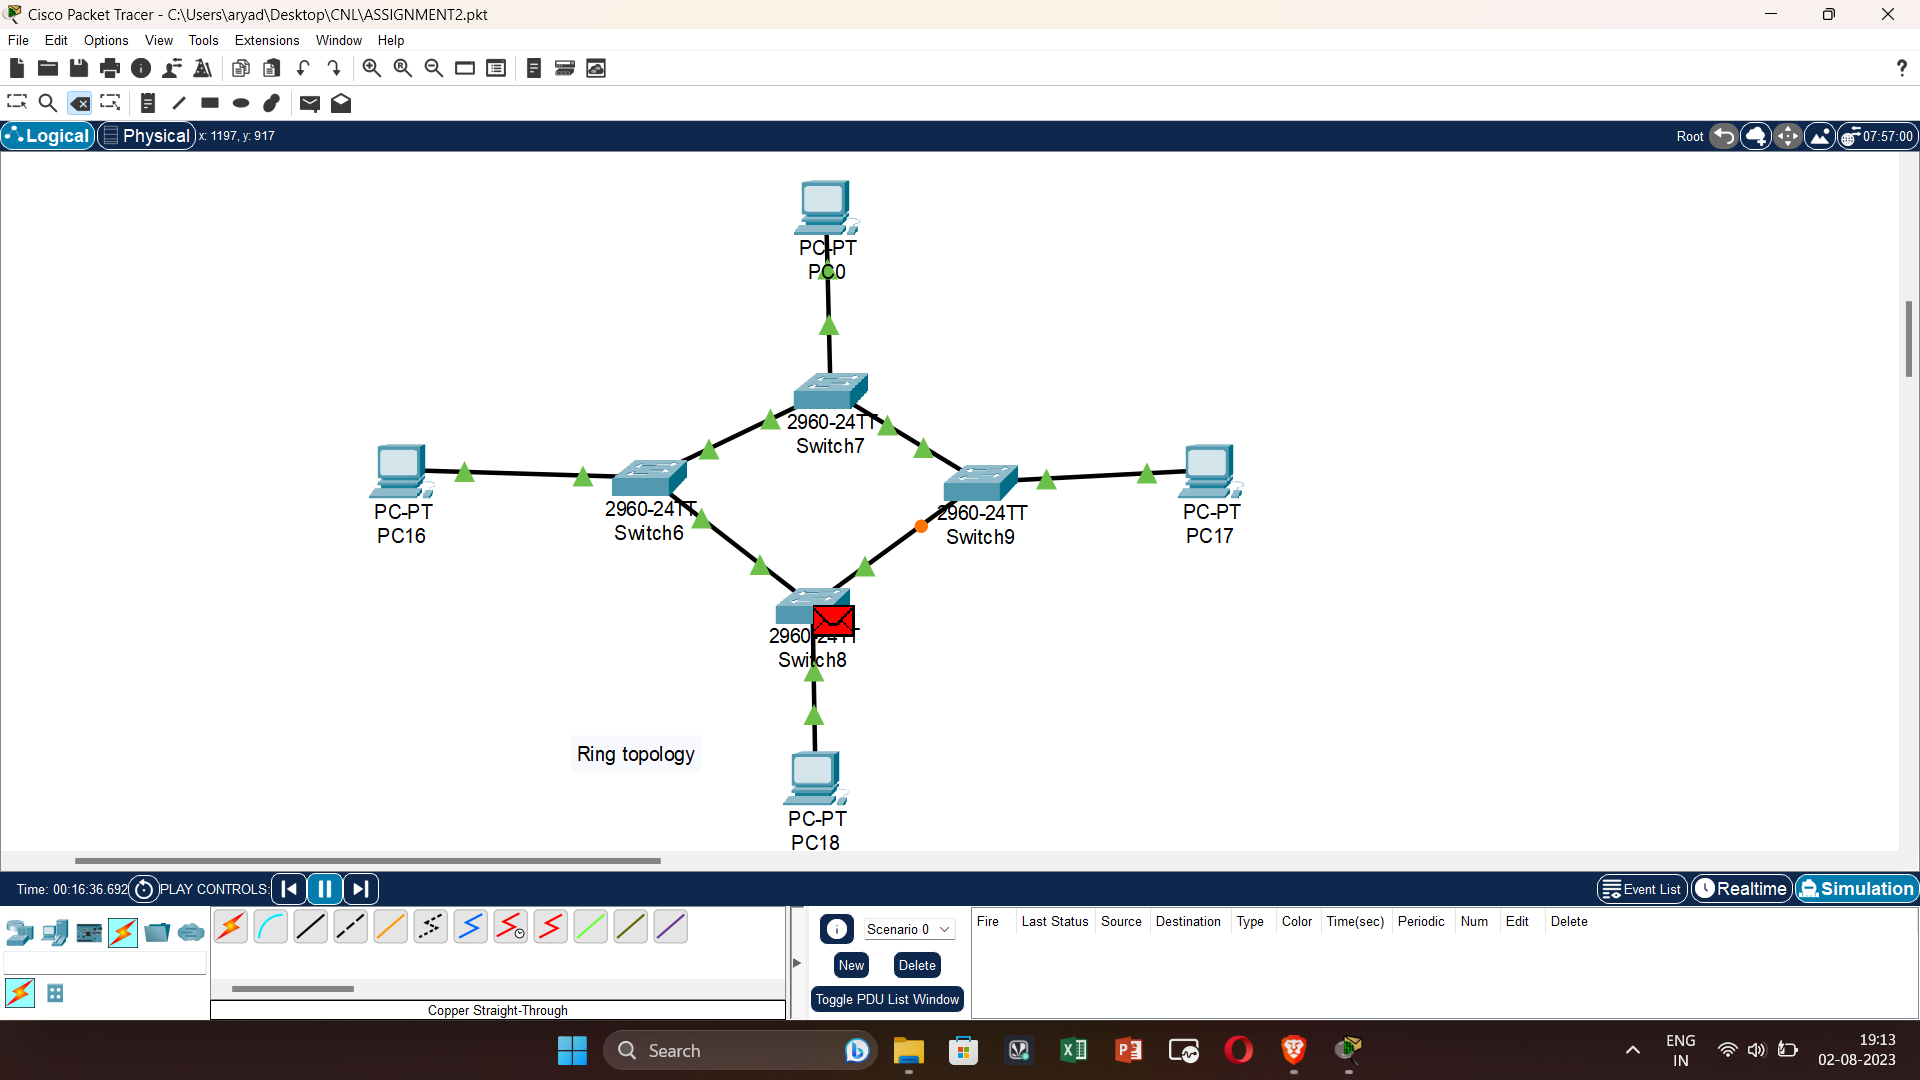 Cisco Packet Tracer - C:\Users\aryad\Desktop\CNL\ASSIGNMENT2.pkt
File Edit Options View Tools Extensions Window Help
?
Logical Physical x: 1197, y: 917 Root 07:57:00
PC-PT
PC0
2960-24TT
Switch7
PC-PT
PC16
2960-24TT
Switch6
2960-24TT
Switch9
PC-PT
PC17
2960-24TT
Switch8
Ring topology
PC-PT
PC18
Time: 00:16:36.692 PLAY CONTROLS: Event List Realtime Simulation
Scenario 0
New Delete
Toggle PDU List Window
Fire Last Status Source Destination Type Color Time(sec) Periodic Num Edit Delete
Copper Straight-Through
Search
ENG
IN
19:13
02-08-2023